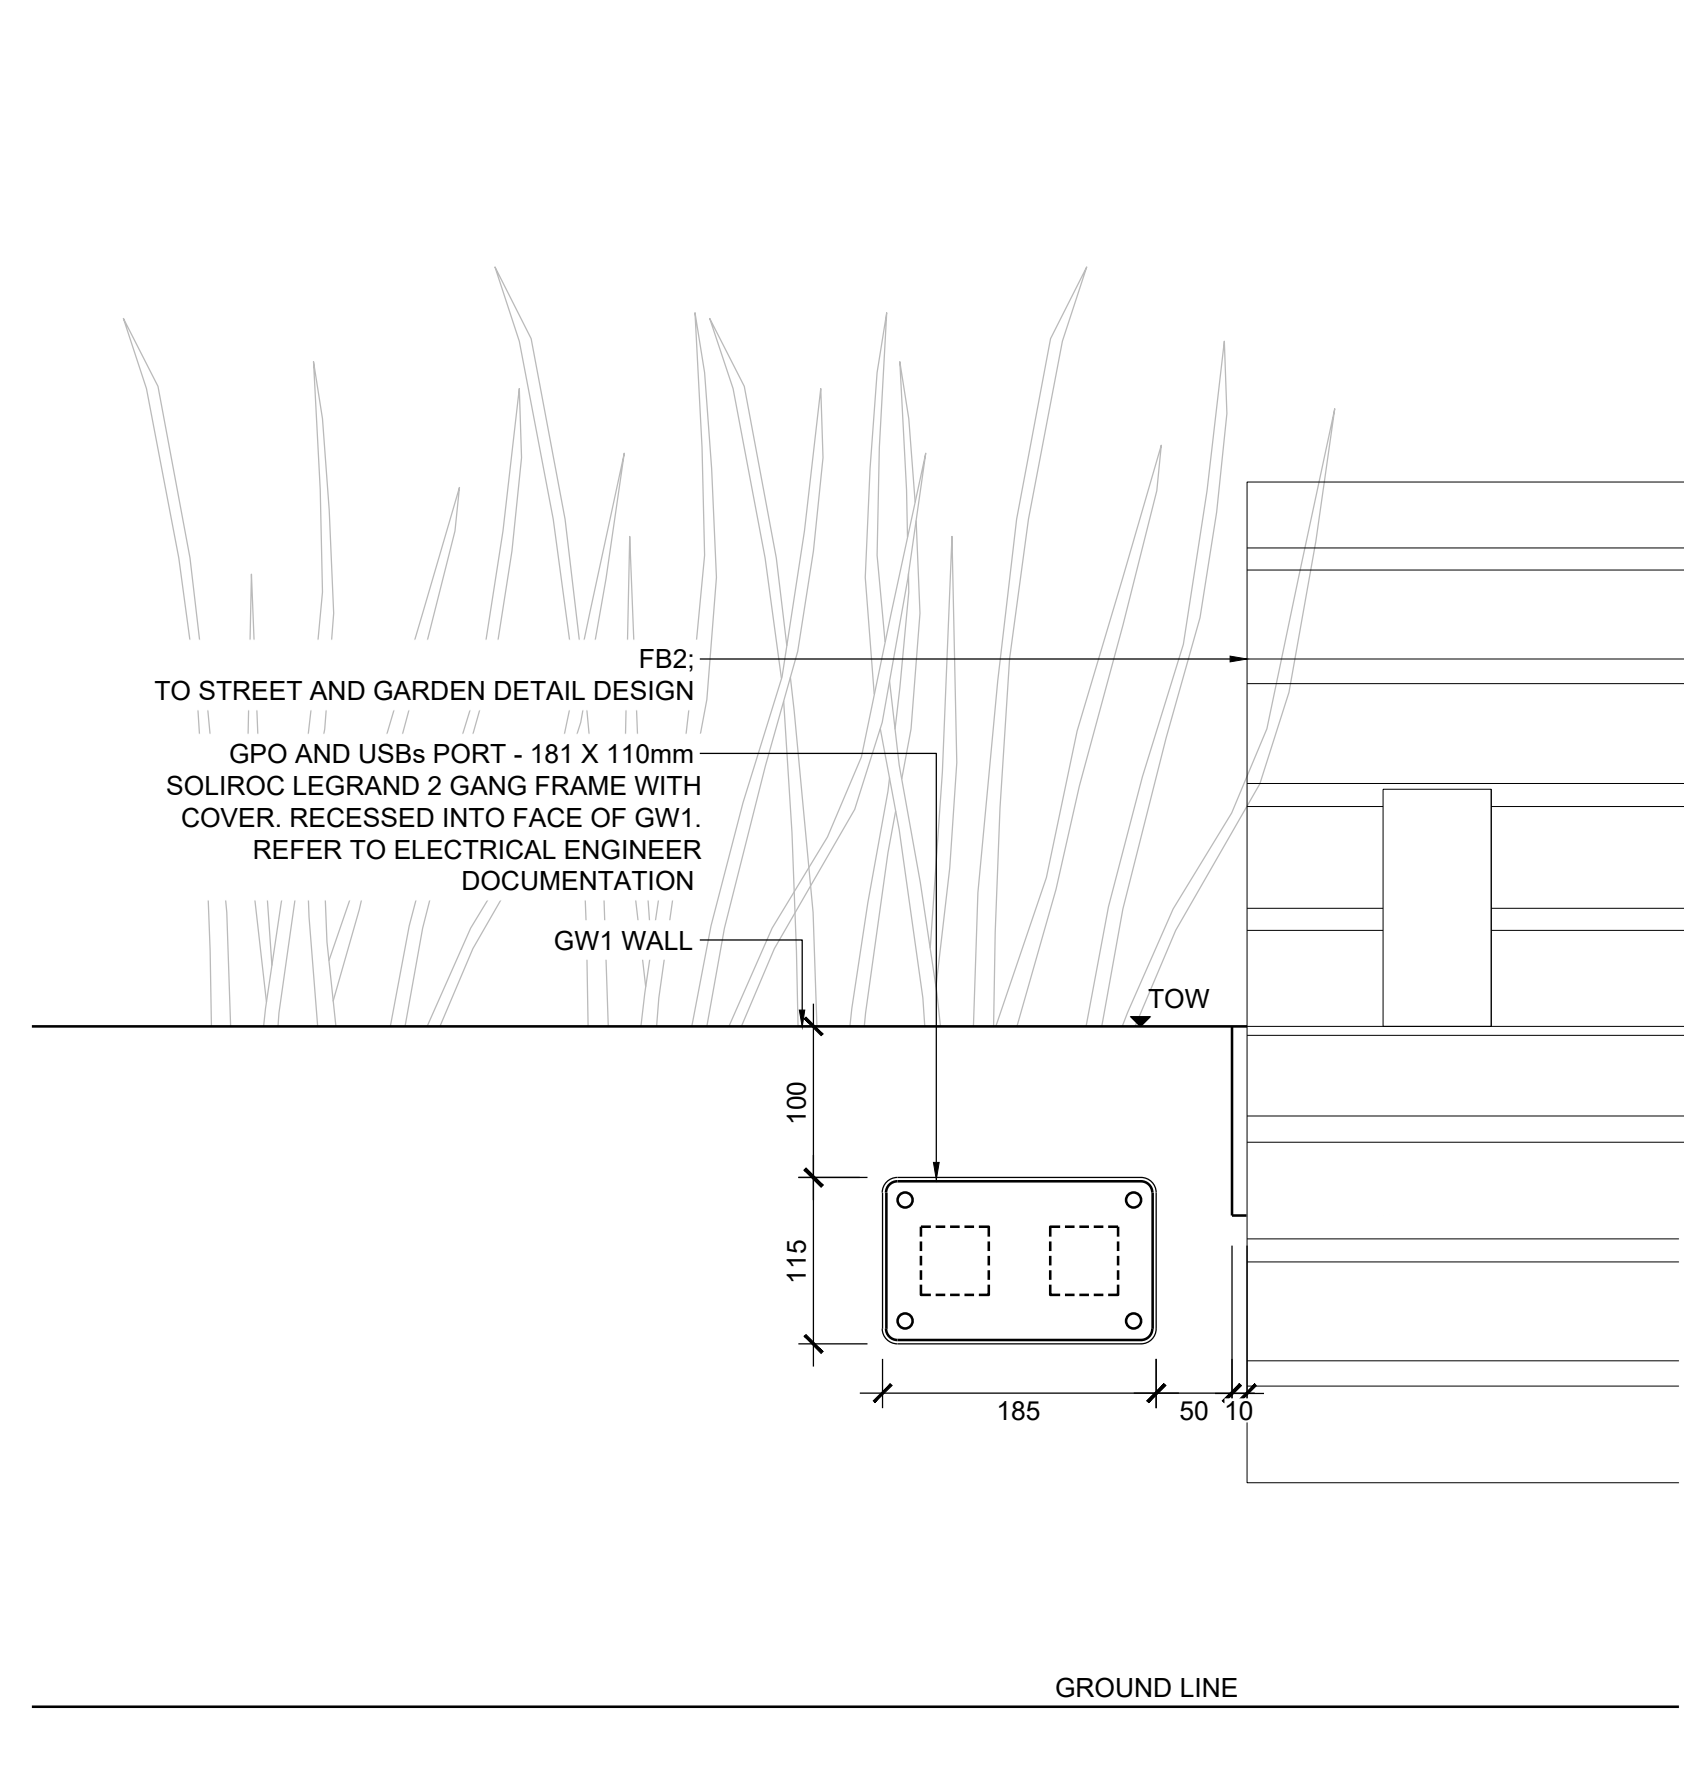 FB2;
TO STREET AND GARDEN DETAIL DESIGN
GPO AND USBs PORT - 181 X 110mm
SOLIROC LEGRAND 2 GANG FRAME WITH
COVER. RECESSED INTO FACE OF GW1.
REFER TO ELECTRICAL ENGINEER
DOCUMENTATION
GW1 WALL
TOW
100
115
185
50
10
GROUND LINE